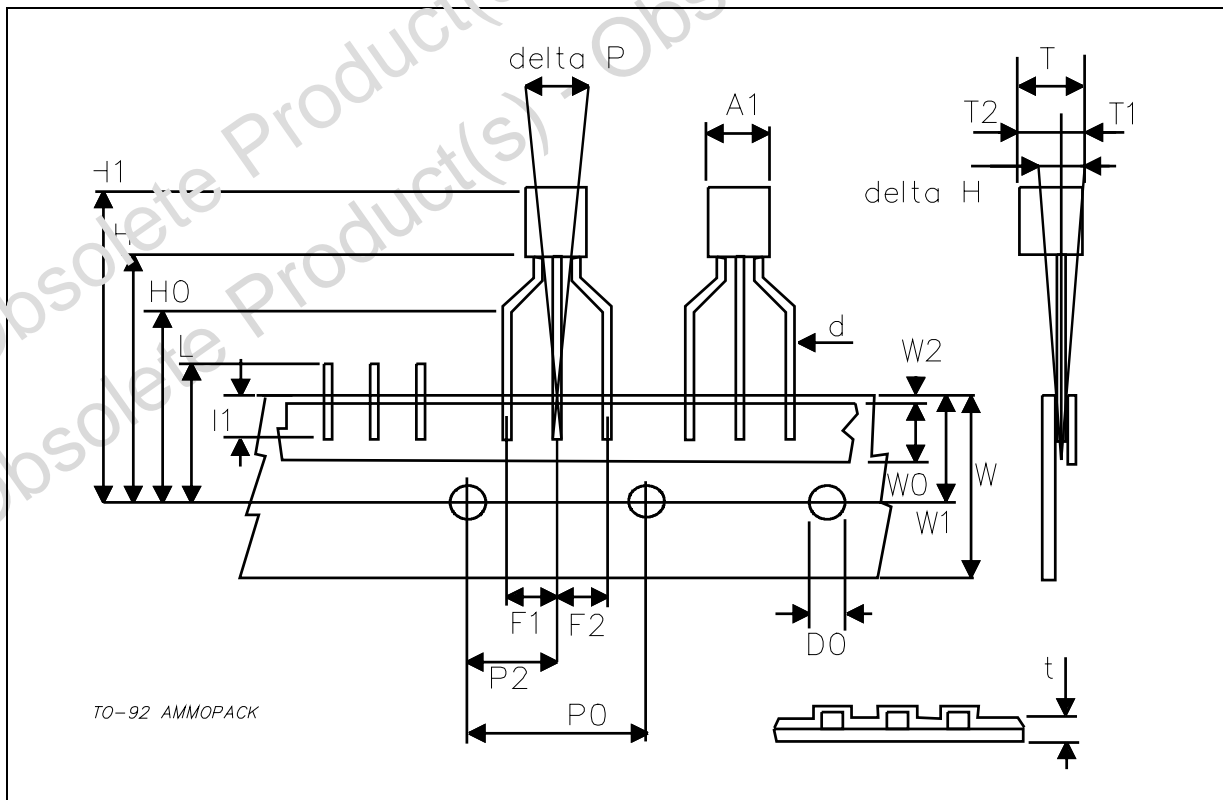 Obsolete Product(s) - Obs
Obsolete Product(s)
delta P
A1
T
T2
T1
H1
delta H
H
H0
d
L
W2
I1
W0
W
W1
F1
F2
D0
P2
t
TO-92 AMMOPACK
P0